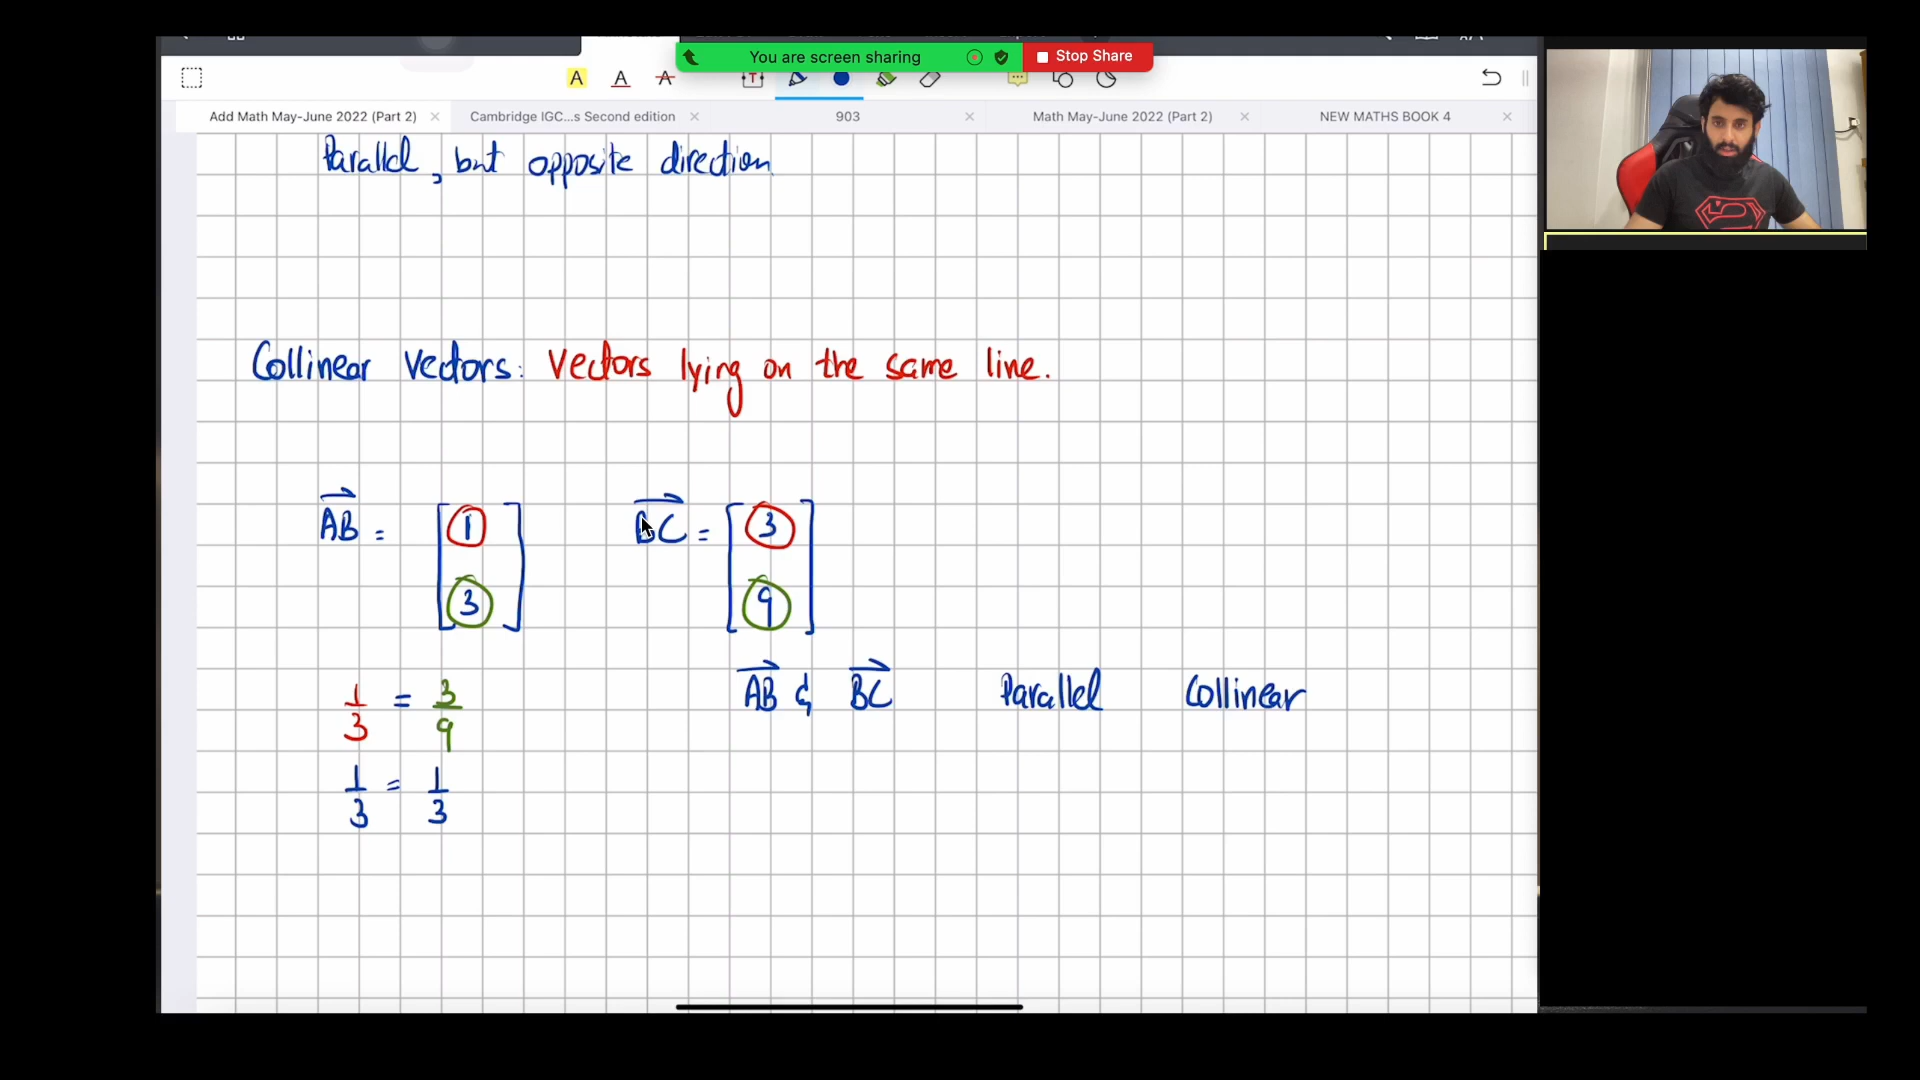 You are screen sharing Stop Share
A A A T
Add Math May-June 2022 (Part 2) × Cambridge IGC...s Second edition × 903 × Math May-June 2022 (Part 2) × NEW MATHS BOOK 4 ×
Parallel, but opposite direction
Collinear Vectors: Vectors lying on the same line.
AB = [1 3] BC = [3 9]
1/3 = 3/9 AB & BC Parallel Collinear
1/3 = 1/3